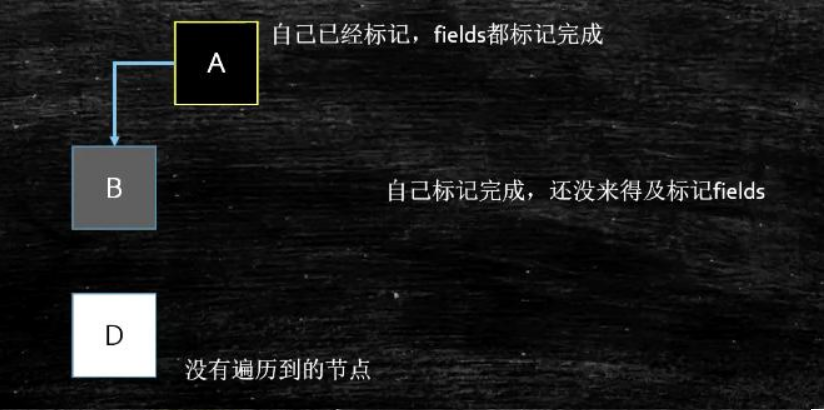 自己已经标记，fields都标记完成
A
B
自己标记完成，还没来得及标记fields
D
没有遍历到的节点